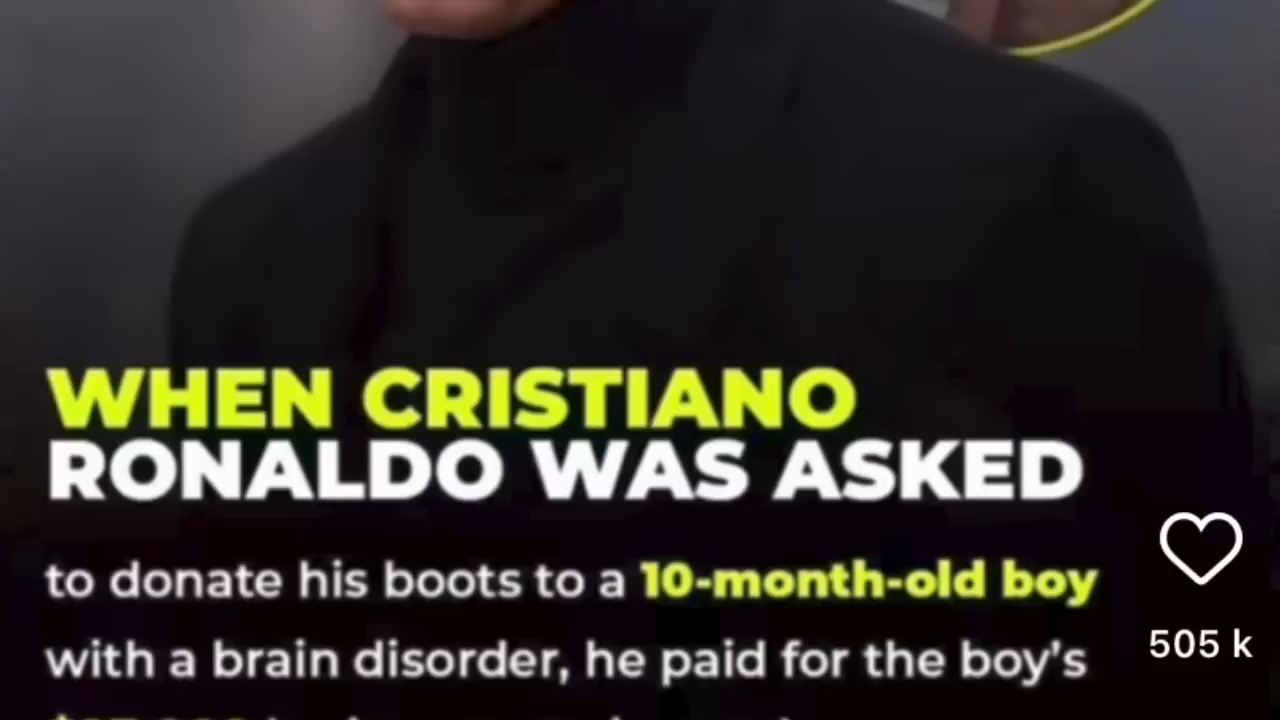 WHEN CRISTIANO
RONALDO WAS ASKED
to donate his boots to a 10-month-old boy
with a brain disorder, he paid for the boy's
505 k